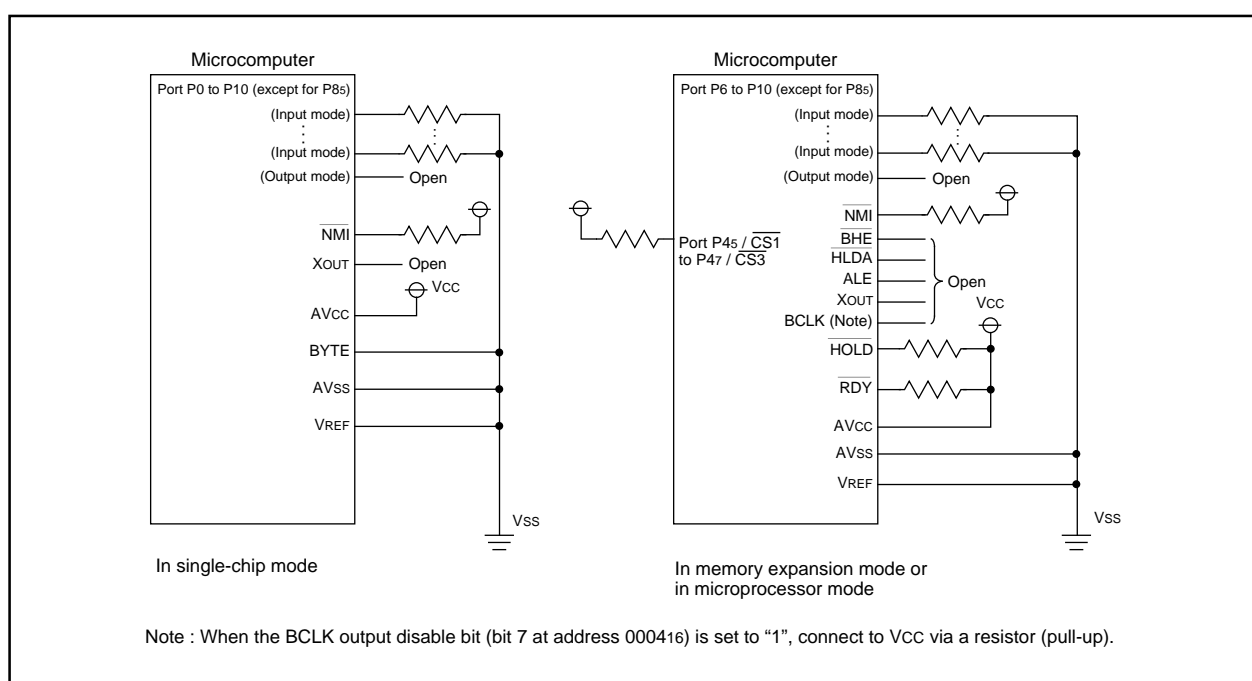 Microcomputer
Port P0 to P10 (except for P85)
(Input mode)
(Input mode)
(Output mode)
Open
NMI
XOUT
Open
VCC
AVCC
BYTE
AVSS
VREF
VSS
In single-chip mode
Microcomputer
Port P6 to P10 (except for P85)
(Input mode)
(Input mode)
(Output mode)
Open
NMI
Port P45 / CS1
to P47 / CS3
BHE
HLDA
ALE
Open
XOUT
VCC
BCLK (Note)
HOLD
RDY
AVCC
AVSS
VREF
VSS
In memory expansion mode or
in microprocessor mode
Note : When the BCLK output disable bit (bit 7 at address 000416) is set to “1”, connect to VCC via a resistor (pull-up).